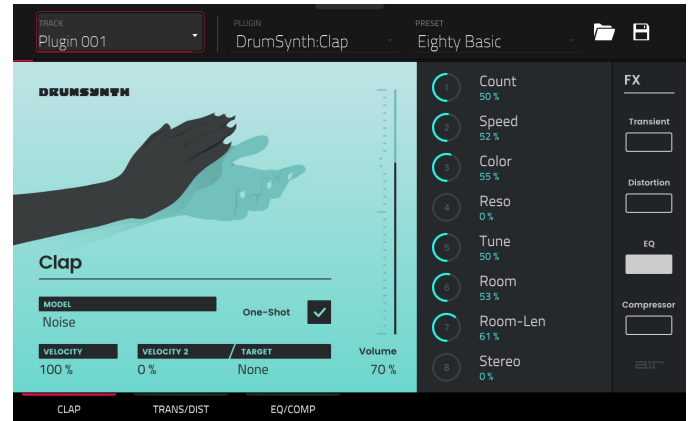 TRACK
Plugin 001
PLUGIN
DrumSynth:Clap
PRESET
Eighty Basic
DRUMSYNTH
Clap
MODEL
Noise
One-Shot
VELOCITY
100 %
VELOCITY 2
0 %
TARGET
None
Volume
70 %
1
Count
50 %
2
Speed
52 %
3
Color
55 %
4
Reso
0 %
5
Tune
50 %
6
Room
53 %
7
Room-Len
61 %
8
Stereo
0 %
FX
Transient
Distortion
EQ
Compressor
air
CLAP
TRANS/DIST
EQ/COMP